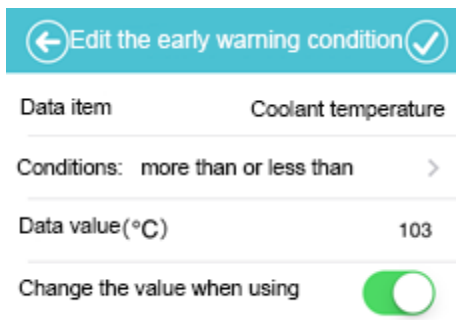 Edit the early warning condition
Data item Coolant temperature
Conditions: more than or less than
Data value(°C) 103
Change the value when using